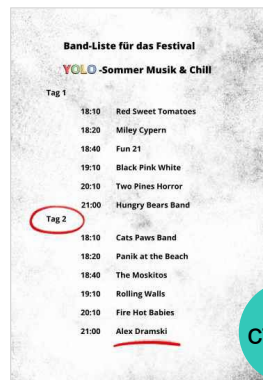 Band-Liste für das Festival
YOLO -Sommer Musik & Chill
Tag 1
18:10 Red Sweet Tomatoes
18:20 Miley Cypern
18:40 Fun 21
19:10 Black Pink White
20:10 Two Pines Horror
21:00 Hungry Bears Band
Tag 2
18:10 Cats Paws Band
18:20 Panik at the Beach
18:40 The Moskitos
19:10 Rolling Walls
20:10 Fire Hot Babies
21:00 Alex Dramski